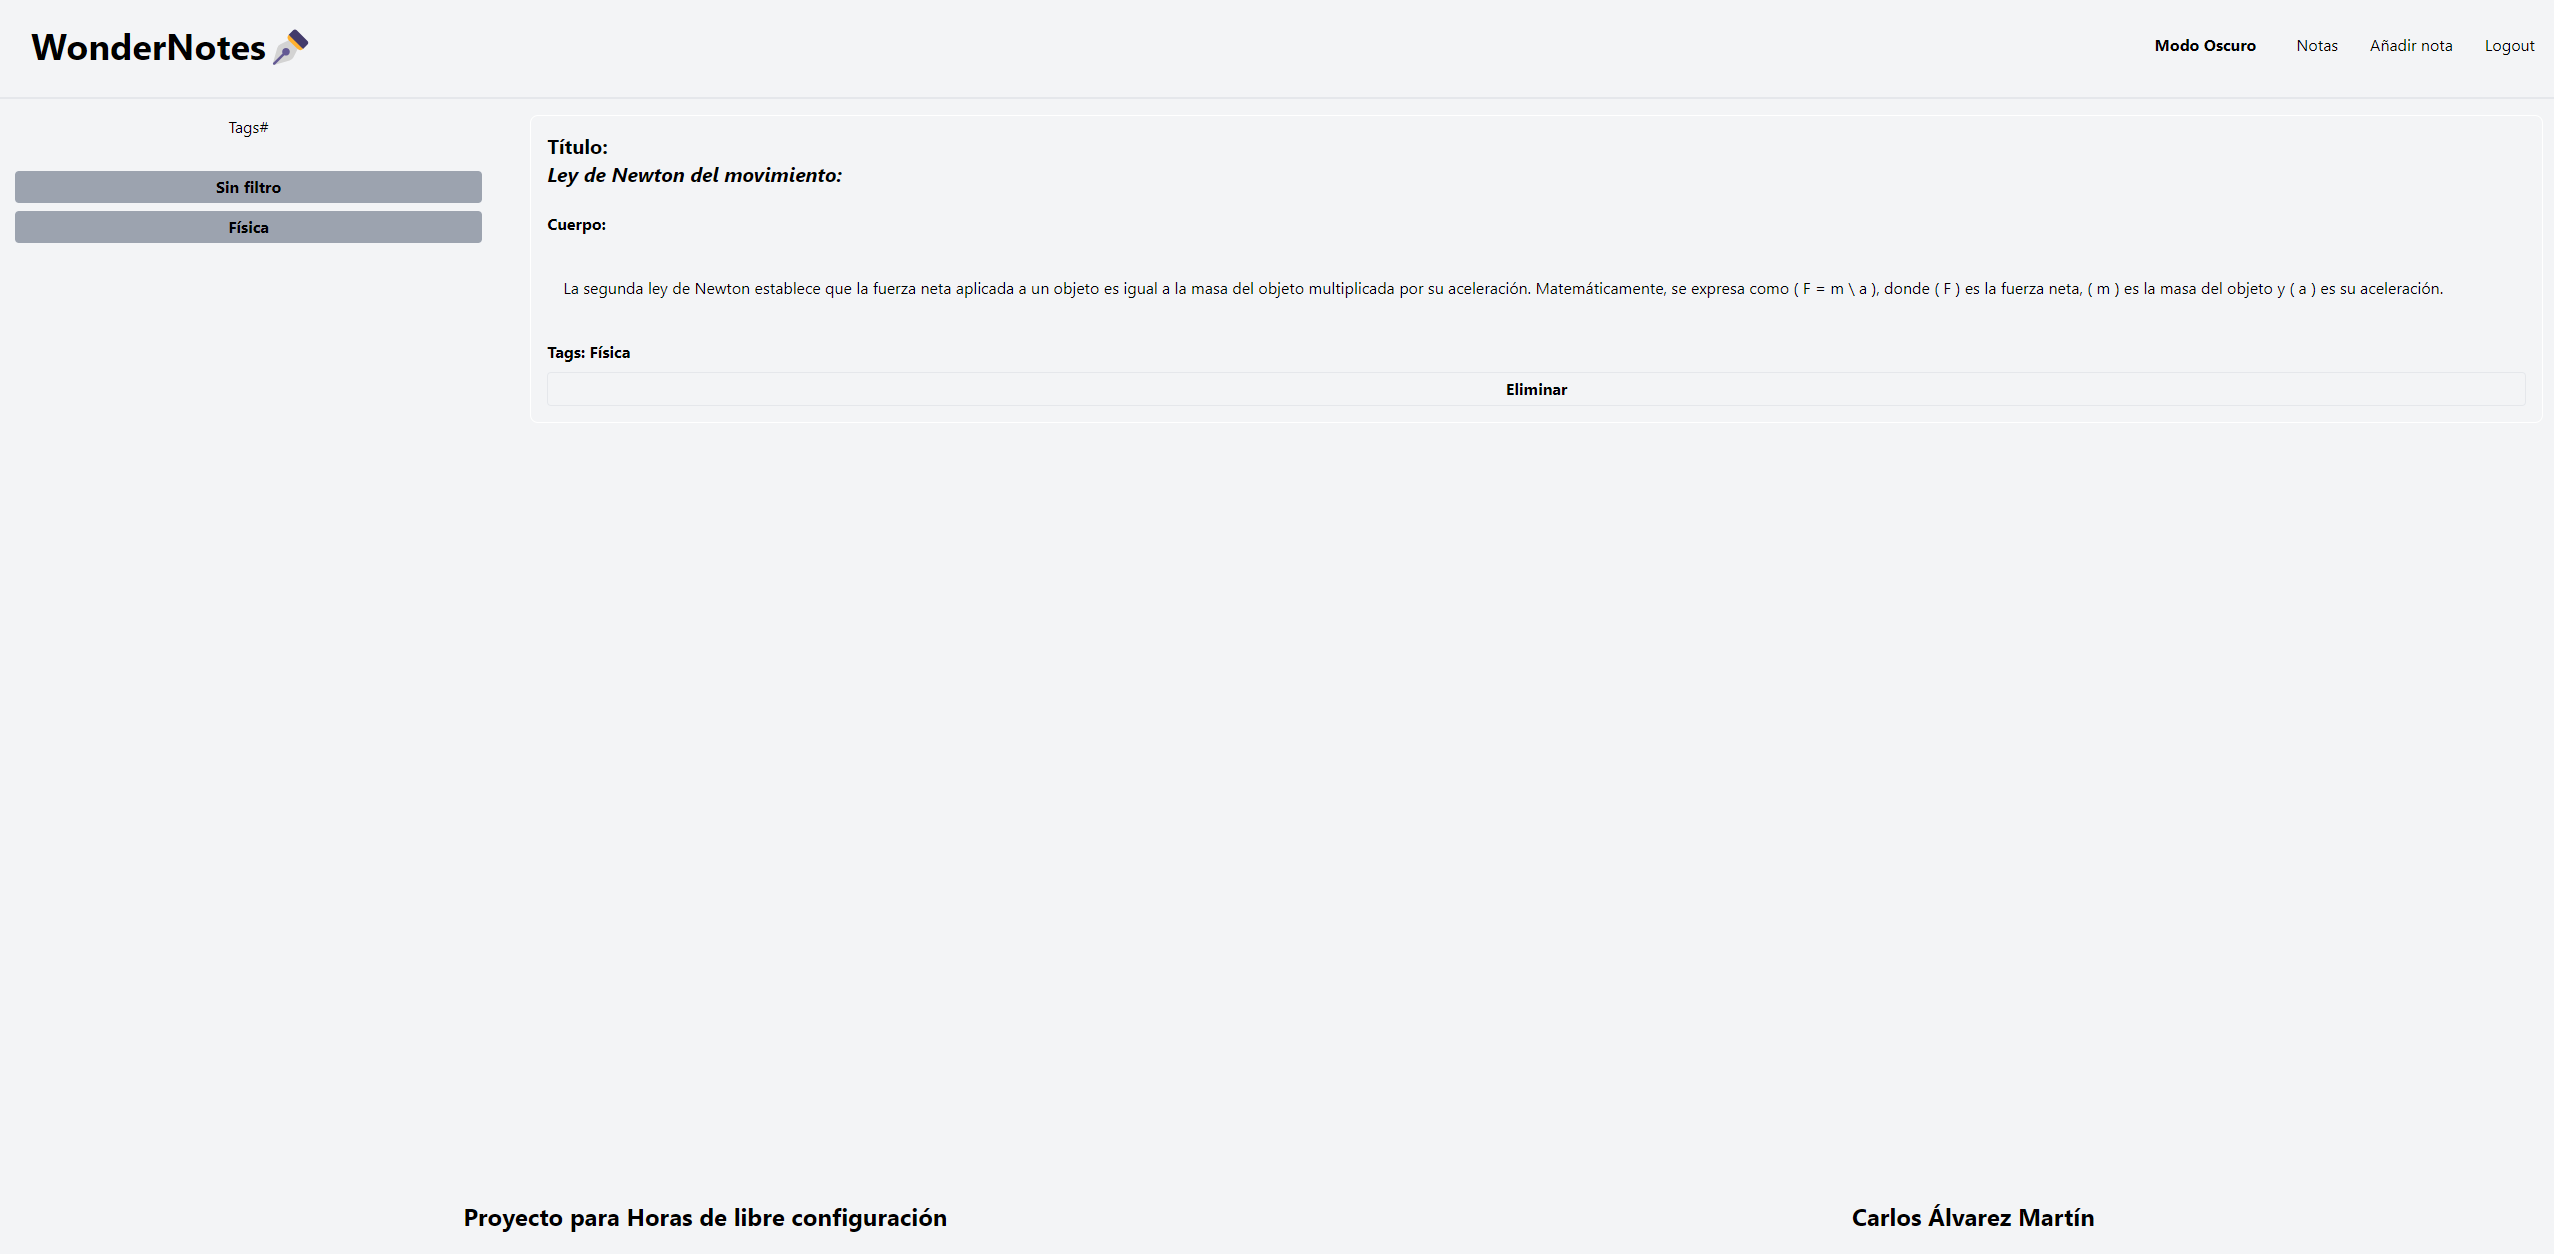 WonderNotes
Modo Oscuro Notas Añadir nota Logout
Tags#
Sin filtro
Física
Título:
Ley de Newton del movimiento:
Cuerpo:
La segunda ley de Newton establece que la fuerza neta aplicada a un objeto es igual a la masa del objeto multiplicada por su aceleración. Matemáticamente, se expresa como ( F = m \ a ), donde ( F ) es la fuerza neta, ( m ) es la masa del objeto y ( a ) es su aceleración.
Tags: Física
Eliminar
Proyecto para Horas de libre configuración
Carlos Álvarez Martín